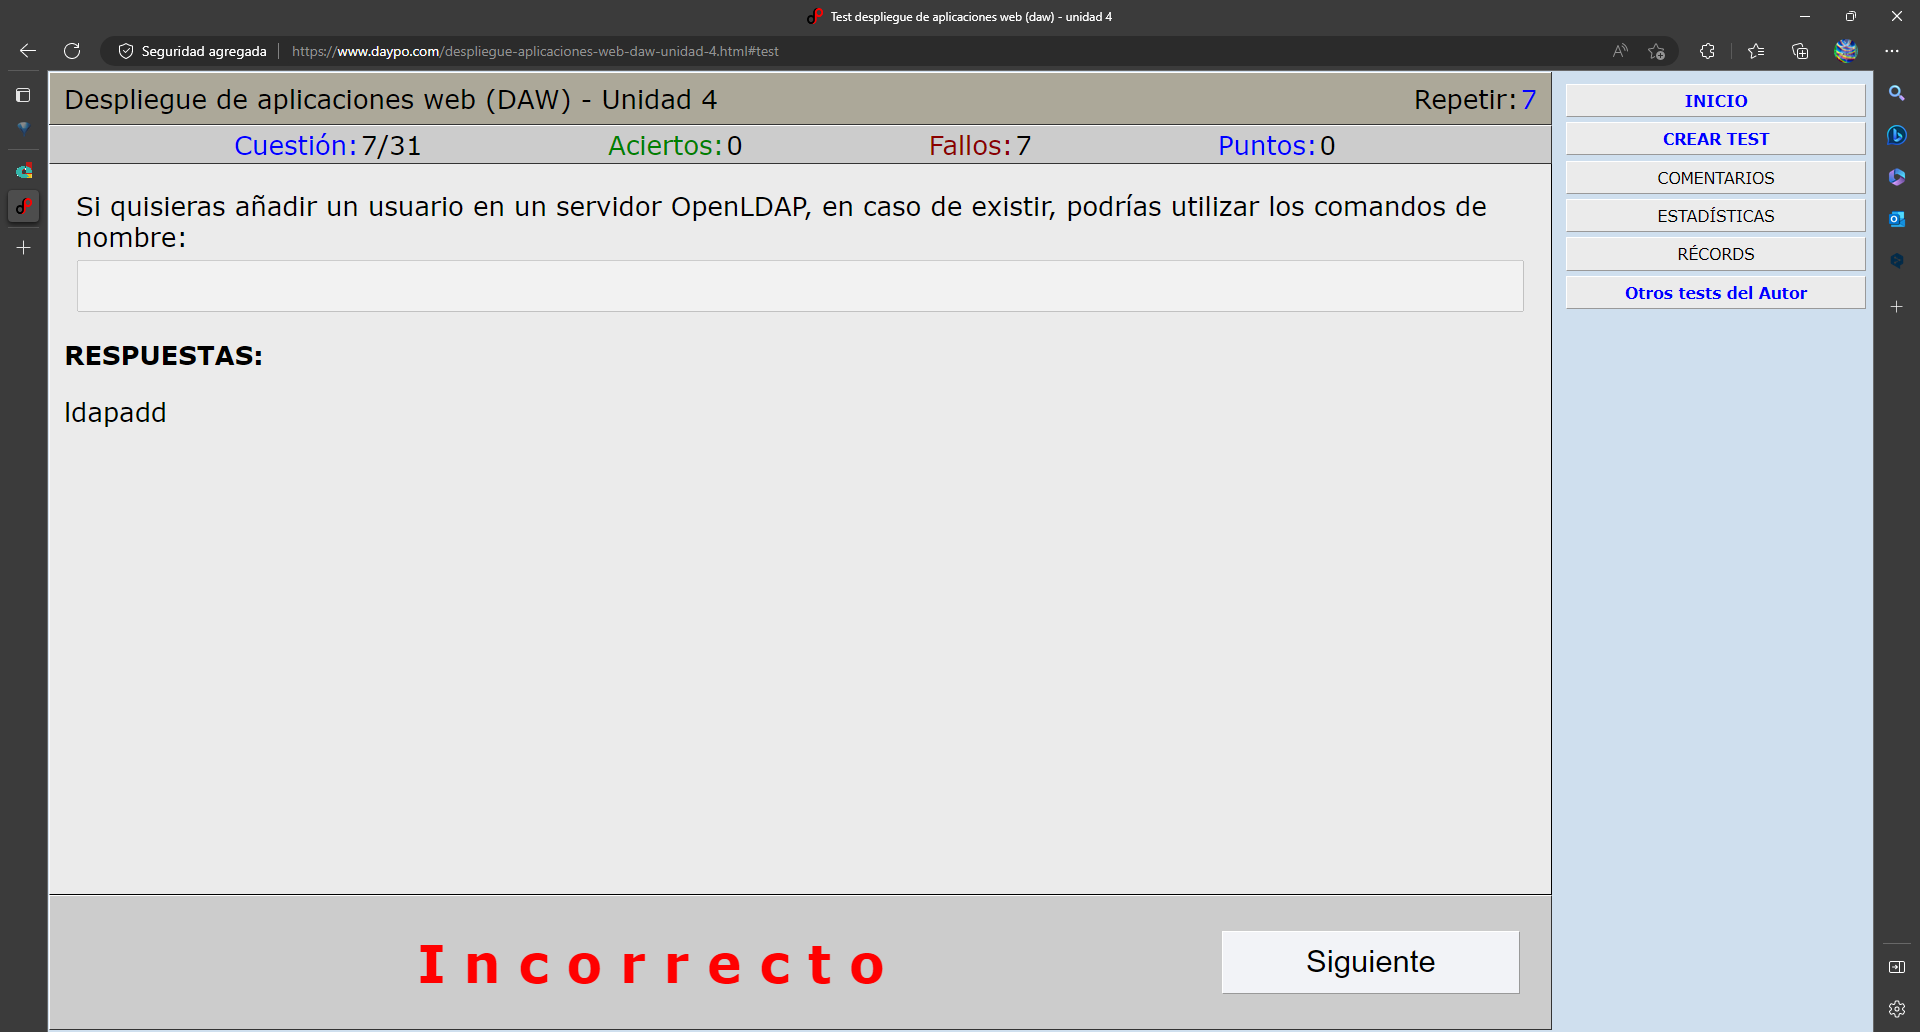 Test despliegue de aplicaciones web (daw) - unidad 4
Seguridad agregada
https://www.daypo.com/despliegue-aplicaciones-web-daw-unidad-4.html#test
Despliegue de aplicaciones web (DAW) - Unidad 4
Repetir: 7
Cuestión: 7/31
Aciertos: 0
Fallos: 7
Puntos: 0
Si quisieras añadir un usuario en un servidor OpenLDAP, en caso de existir, podrías utilizar los comandos de
nombre:
RESPUESTAS:
ldapadd
Incorrecto
Siguiente
INICIO
CREAR TEST
COMENTARIOS
ESTADÍSTICAS
RÉCORDS
Otros tests del Autor